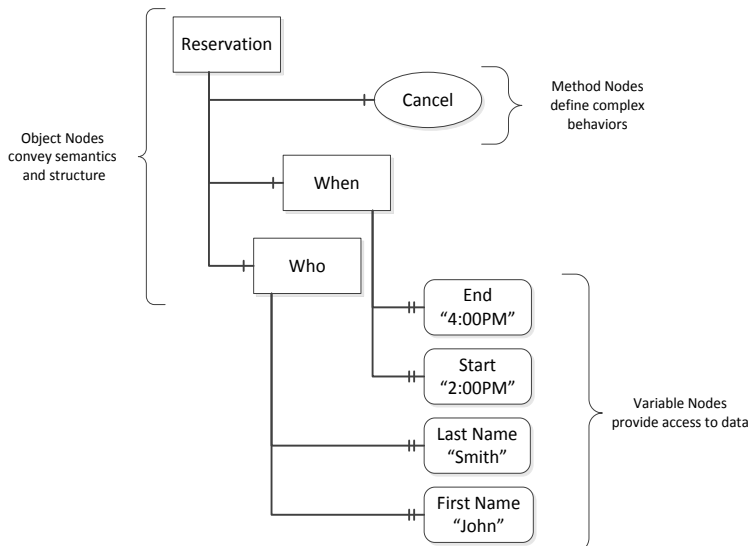 Reservation
Cancel
Method Nodes
define complex
behaviors
Object Nodes
convey semantics
and structure
When
Who
End
“4:00PM”
Start
“2:00PM”
Variable Nodes
provide access to data
Last Name
“Smith”
First Name
“John”